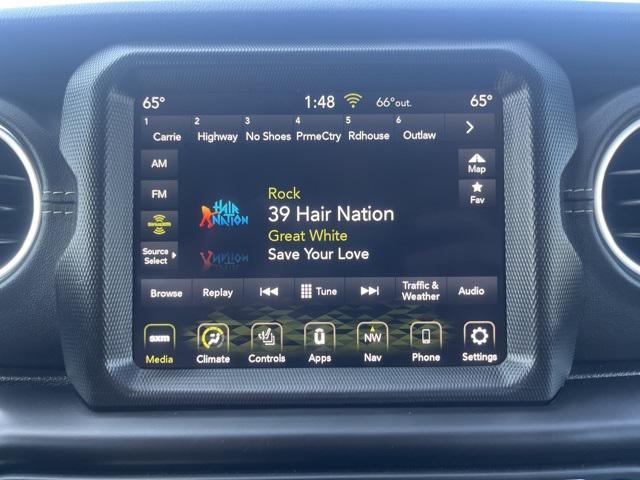 65° 1:48 66°out. 65°
1 2 3 4 5 6
Carrie Highway No Shoes PrmeCtry Rdhouse Outlaw
AM
Map
FM
Fav
siriusxm
Source
Select
HAIR
NATION
Rock
39 Hair Nation
Great White
Save Your Love
Browse Replay Tune Traffic & Weather Audio
sxm U NW
Media Climate Controls Apps Nav Phone Settings